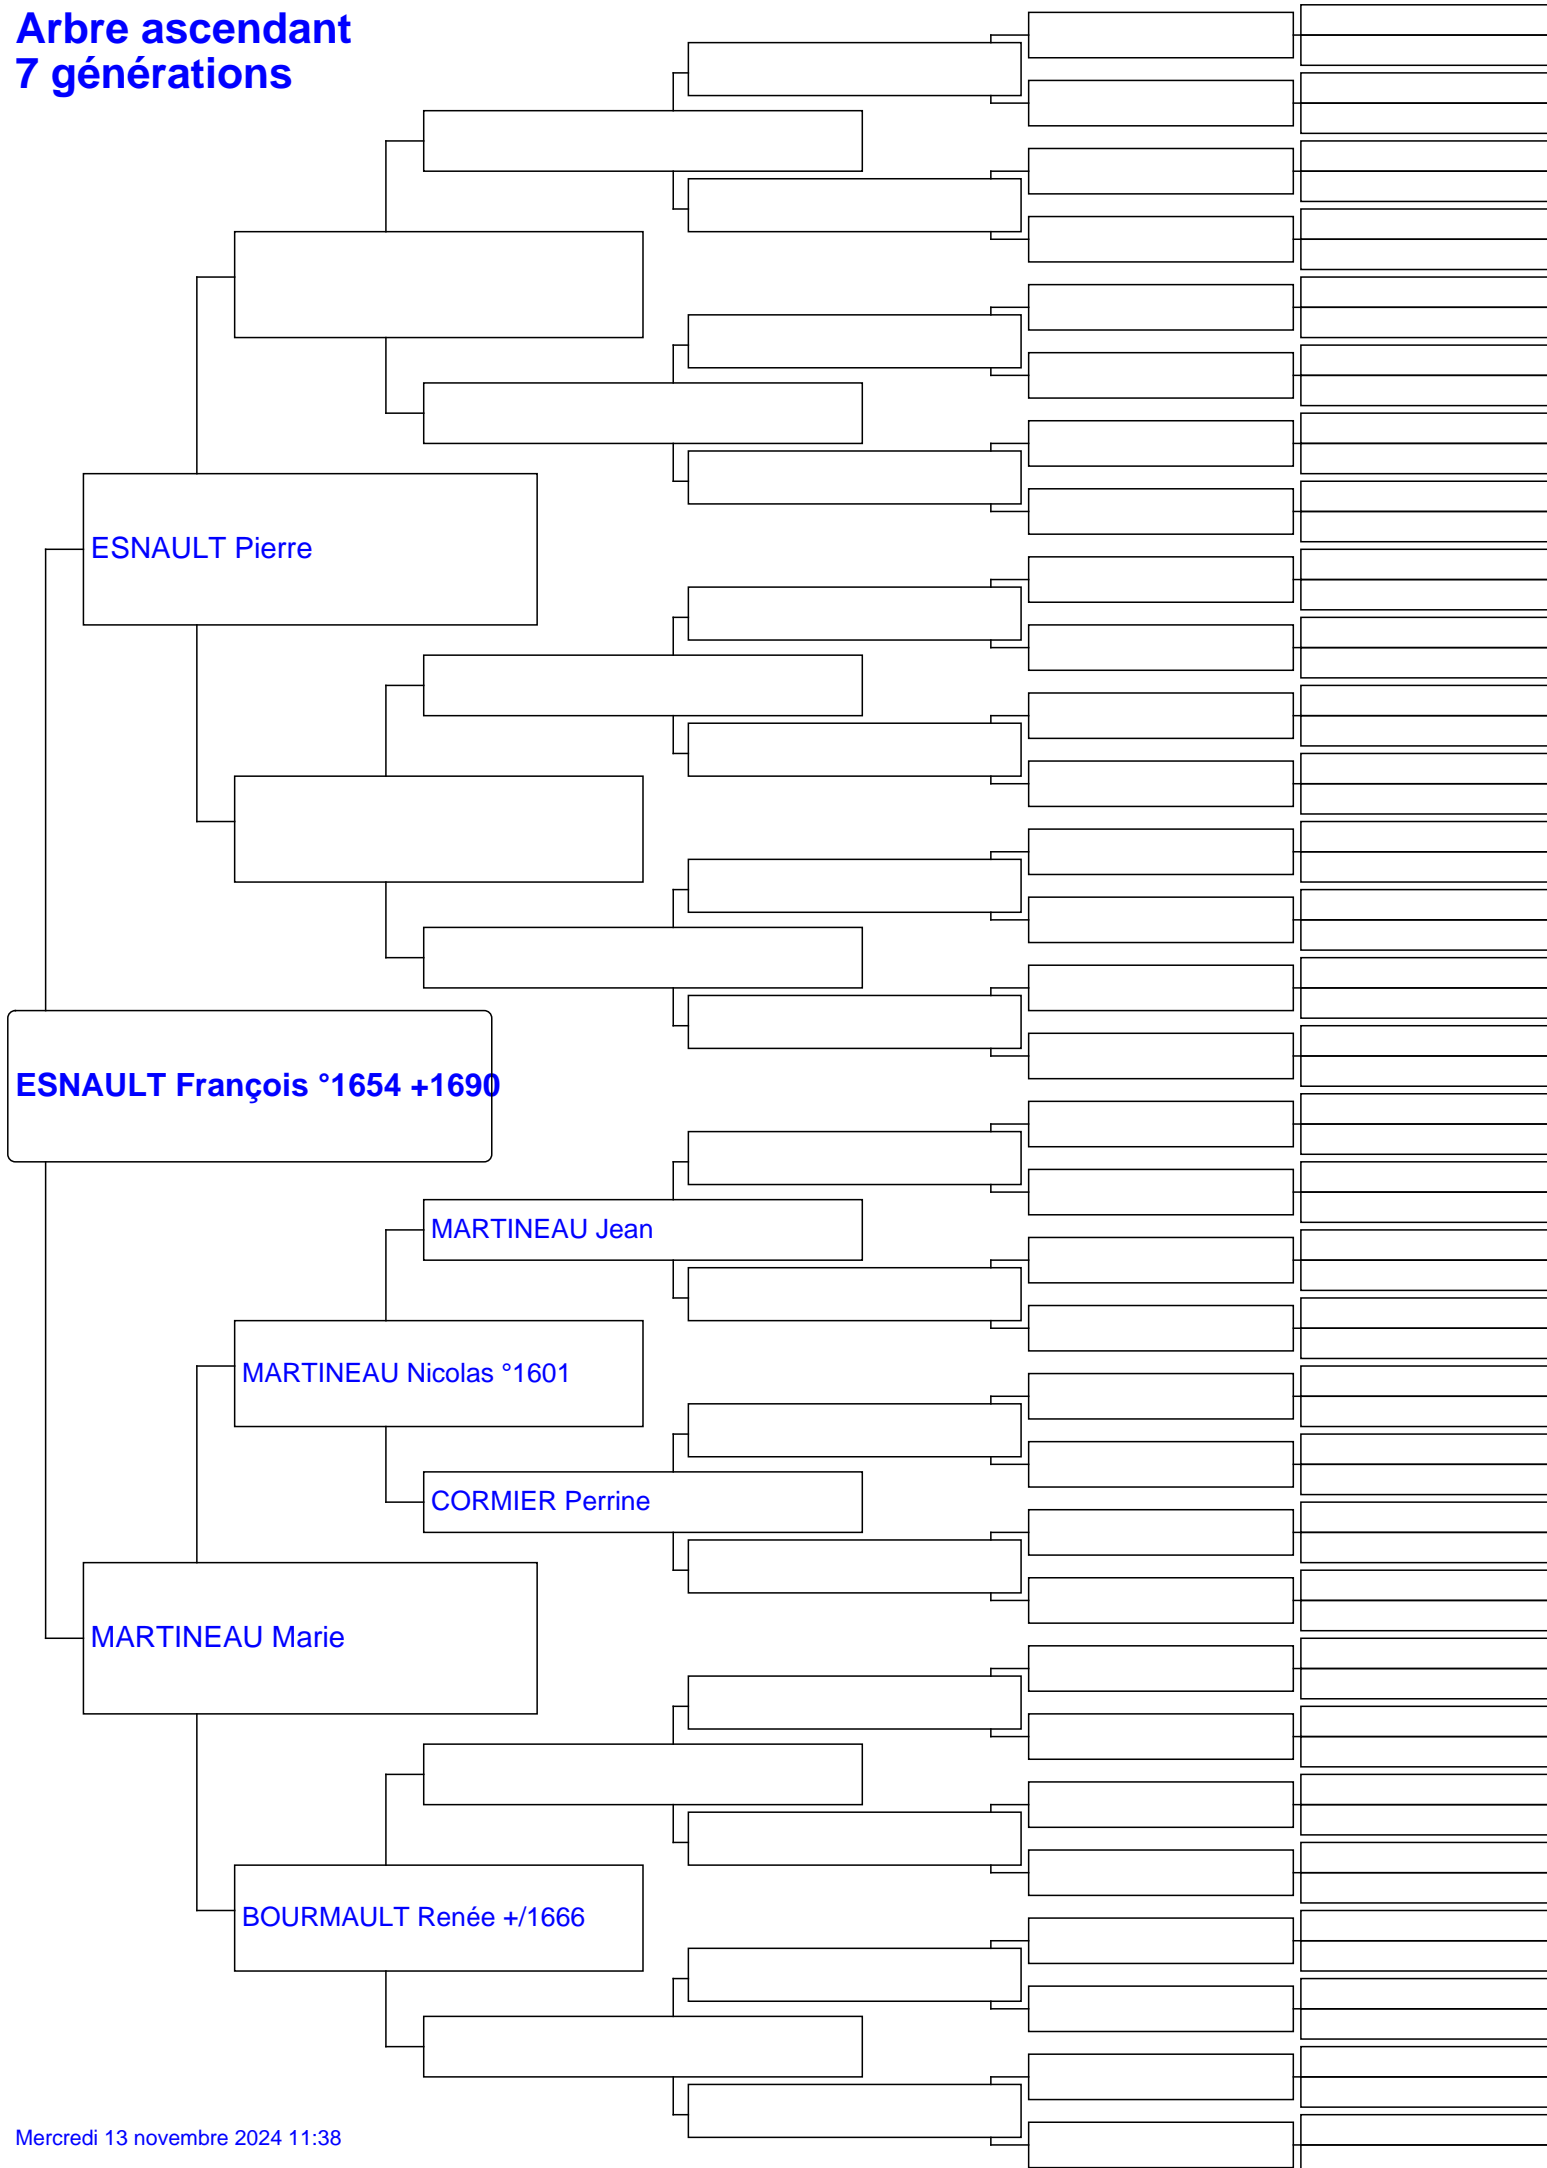 Arbre ascendant
7 générations
ESNAULT Pierre
ESNAULT François °1654 +1690
MARTINEAU Jean
MARTINEAU Nicolas °1601
CORMIER Perrine
MARTINEAU Marie
BOURMAULT Renée +/1666
Mercredi 13 novembre 2024 11:38